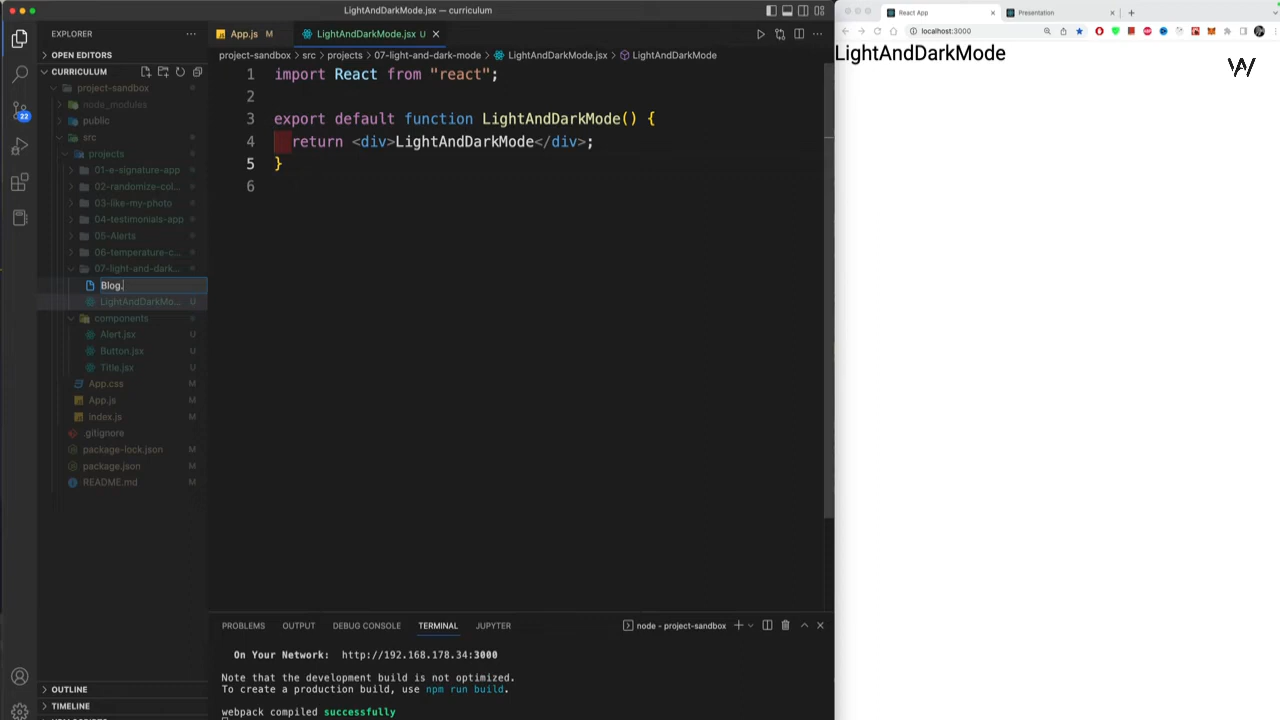 LightAndDarkMode.jsx — curriculum
React App
Presentation
EXPLORER
App.js M
LightAndDarkMode.jsx U
localhost:3000
OPEN EDITORS
project-sandbox > src > projects > 07-light-and-dark-mode > LightAndDarkMode.jsx > LightAndDarkMode
LightAndDarkMode
CURRICULUM
project-sandbox
1 import React from "react";
node_modules
2
public
3 export default function LightAndDarkMode() {
22
src
4 return <div>LightAndDarkMode</div>;
projects
5 }
01-e-signature-app
6
02-randomize-col...
03-like-my-photo
04-testimonials-app
05-Alerts
06-temperature-c...
07-light-and-dark...
Blog.
LightAndDarkMo... U
components
Alert.jsx U
Button.jsx U
Title.jsx U
App.css M
App.js M
index.js M
.gitignore
package-lock.json M
package.json M
README.md M
PROBLEMS OUTPUT DEBUG CONSOLE TERMINAL JUPYTER
node - project-sandbox
On Your Network: http://192.168.178.34:3000
Note that the development build is not optimized.
To create a production build, use npm run build.
webpack compiled successfully
OUTLINE
TIMELINE